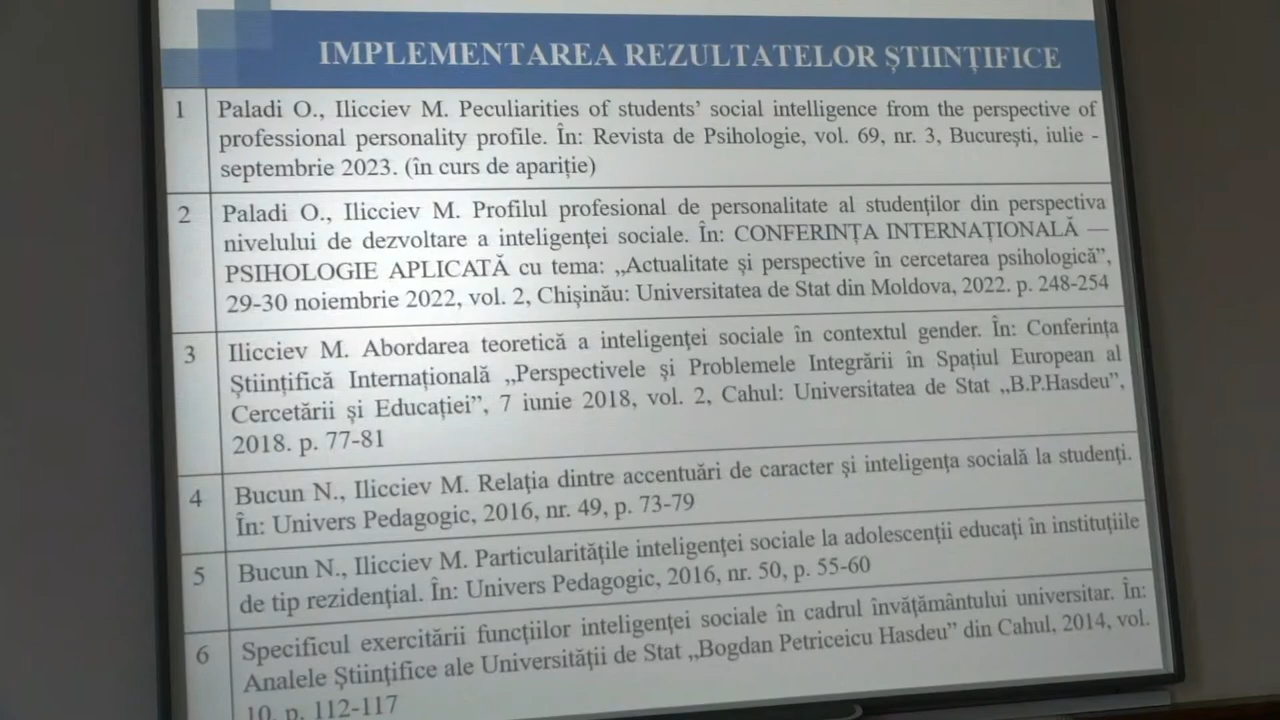 IMPLEMENTAREA REZULTATELOR ȘTIINȚIFICE
1 Paladi O., Ilicciev M. Peculiarities of students’ social intelligence from the perspective of
professional personality profile. În: Revista de Psihologie, vol. 69, nr. 3, București, iulie -
septembrie 2023. (în curs de apariție)
2 Paladi O., Ilicciev M. Profilul profesional de personalitate al studenților din perspectiva
nivelului de dezvoltare a inteligenței sociale. În: CONFERINȚA INTERNAȚIONALĂ —
PSIHOLOGIE APLICATĂ cu tema: „Actualitate și perspective în cercetarea psihologică”,
29-30 noiembrie 2022, vol. 2, Chișinău: Universitatea de Stat din Moldova, 2022. p. 248-254
3 Ilicciev M. Abordarea teoretică a inteligenței sociale în contextul gender. În: Conferința
Științifică Internațională „Perspectivele și Problemele Integrării în Spațiul European al
Cercetării și Educației”, 7 iunie 2018, vol. 2, Cahul: Universitatea de Stat „B.P.Hasdeu”,
2018. p. 77-81
4 Bucun N., Ilicciev M. Relația dintre accentuări de caracter și inteligența socială la studenți.
În: Univers Pedagogic, 2016, nr. 49, p. 73-79
5 Bucun N., Ilicciev M. Particularitățile inteligenței sociale la adolescenții educați în instituțiile
de tip rezidențial. În: Univers Pedagogic, 2016, nr. 50, p. 55-60
6 Specificul exercitării funcțiilor inteligenței sociale în cadrul învățământului universitar. În:
Analele Științifice ale Universității de Stat „Bogdan Petriceicu Hasdeu” din Cahul, 2014, vol.
10, p. 112-117